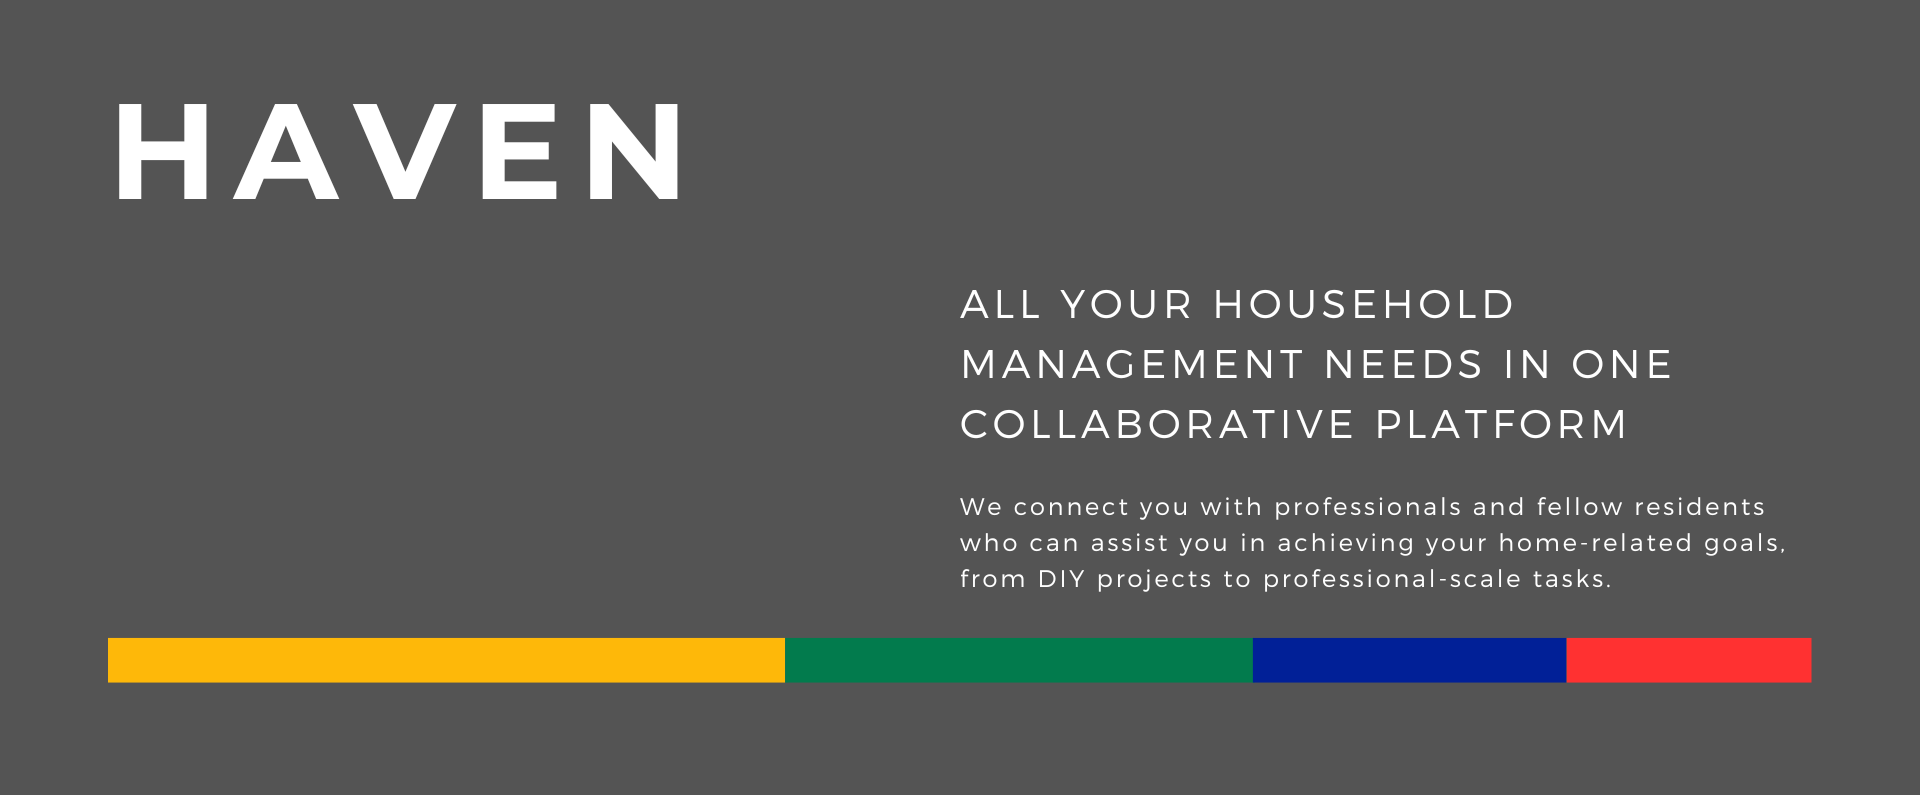 HAVEN
ALL YOUR HOUSEHOLD
MANAGEMENT NEEDS IN ONE
COLLABORATIVE PLATFORM
We connect you with professionals and fellow residents
who can assist you in achieving your home-related goals,
from DIY projects to professional-scale tasks.